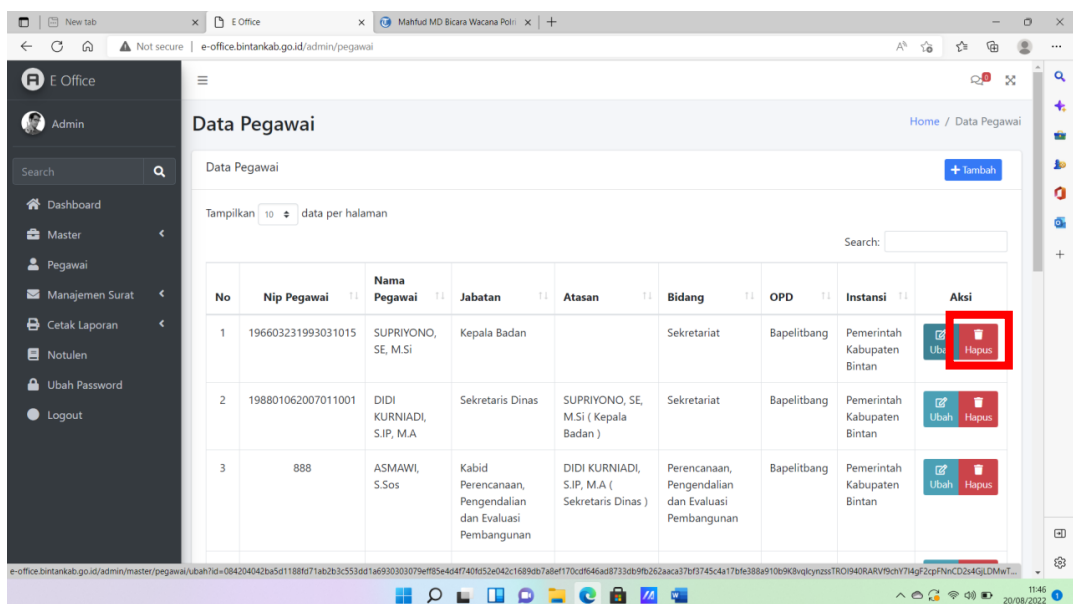 New tab
E Office
Mahfud MD Bicara Wacana Polri
Not secure | e-office.bintankab.go.id/admin/pegawai
E Office
Admin
Search
Dashboard
Master
Pegawai
Manajemen Surat
Cetak Laporan
Notulen
Ubah Password
Logout
0
Data Pegawai
Home / Data Pegawai
Data Pegawai
+ Tambah
Tampilkan 10 data per halaman
Search:
No Nip Pegawai Nama Pegawai Jabatan Atasan Bidang OPD Instansi Aksi
1 196603231993031015 SUPRIYONO, Kepala Badan Sekretariat Bapelitbang Pemerintah
SE, M.Si Kabupaten Uba Hapus
Bintan
2 198801062007011001 DIDI Sekretaris Dinas SUPRIYONO, SE, Sekretariat Bapelitbang Pemerintah
KURNIADI, M.Si ( Kepala Kabupaten Ubah Hapus
S.IP, M.A Badan ) Bintan
3 888 ASMAWI, Kabid DIDI KURNIADI, Perencanaan, Bapelitbang Pemerintah
S.Sos Perencanaan, S.IP, M.A ( Pengendalian Kabupaten Ubah Hapus
Pengendalian Sekretaris Dinas ) dan Evaluasi Bintan
dan Evaluasi Pembangunan
Pembangunan
11:46
20/08/2022 1